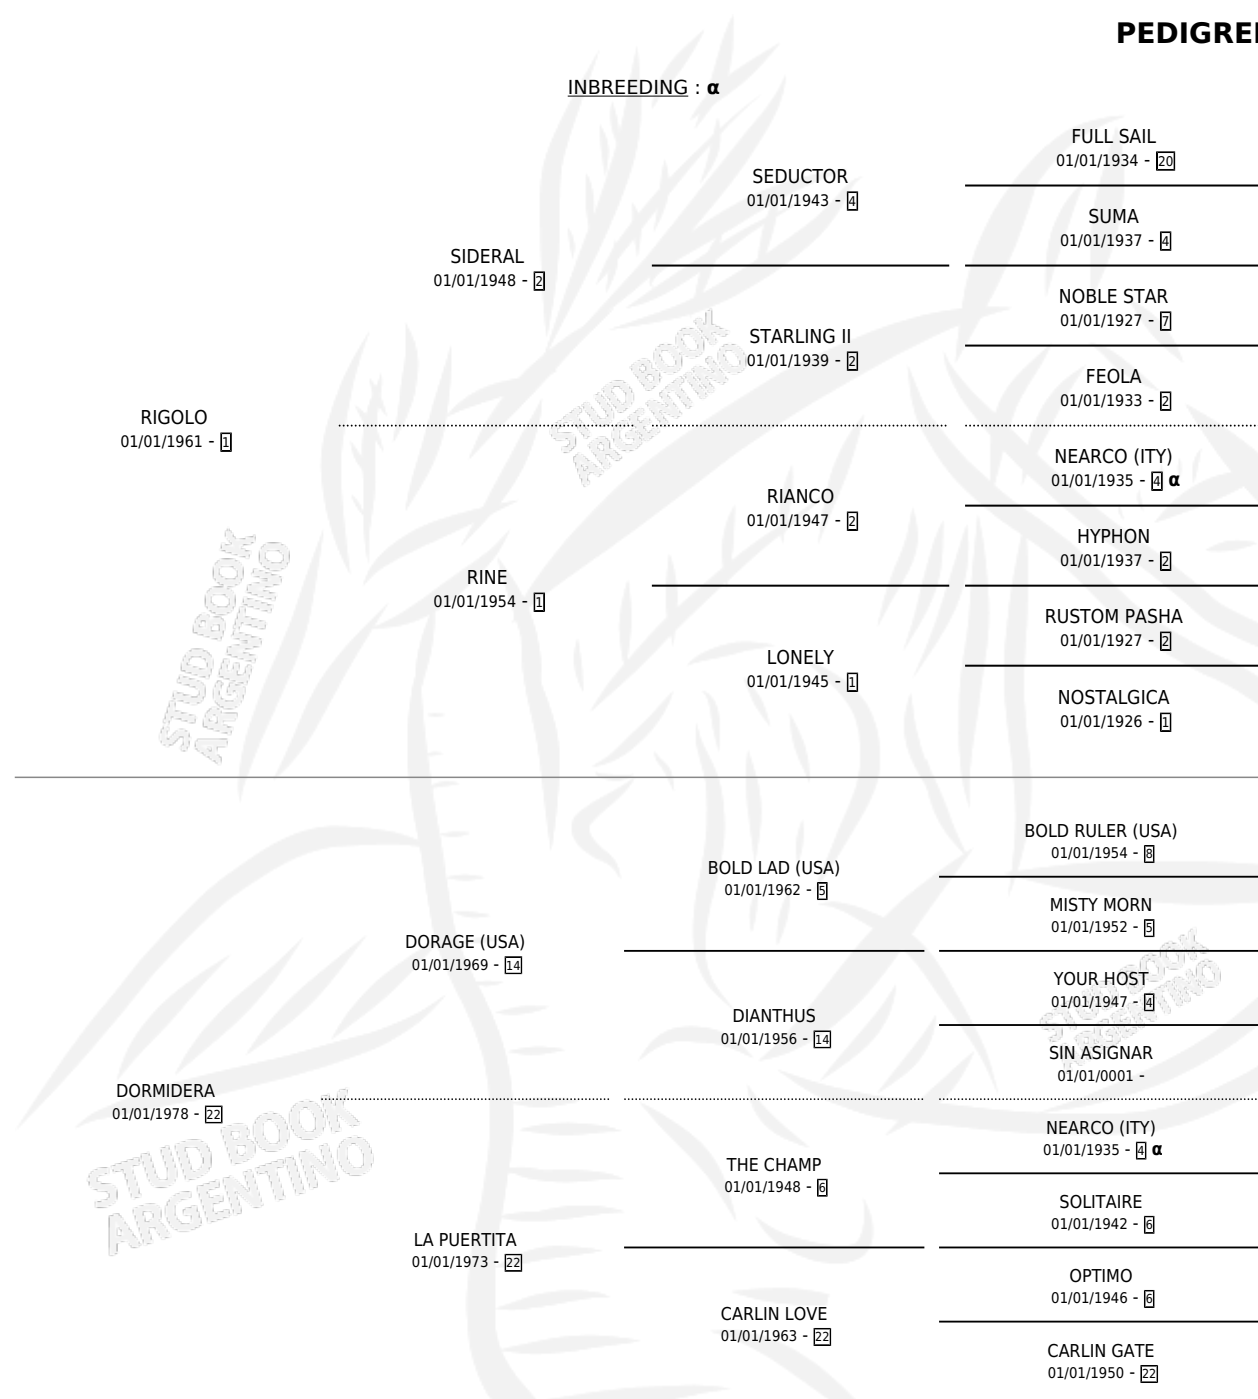 PEDIGREE
INBREEDING : α
FULL SAIL
01/01/1934 - 20
SEDUCTOR
01/01/1943 - 4
SUMA
01/01/1937 - 4
SIDERAL
01/01/1948 - 2
NOBLE STAR
01/01/1927 - 7
STARLING II
01/01/1939 - 2
FEOLA
01/01/1933 - 2
RIGOLO
01/01/1961 - 1
NEARCO (ITY)
01/01/1935 - 4 α
RIANCO
01/01/1947 - 2
HYPHON
01/01/1937 - 2
RINE
01/01/1954 - 1
RUSTOM PASHA
01/01/1927 - 2
LONELY
01/01/1945 - 1
NOSTALGICA
01/01/1926 - 1
BOLD RULER (USA)
01/01/1954 - 8
BOLD LAD (USA)
01/01/1962 - 5
MISTY MORN
01/01/1952 - 5
DORAGE (USA)
01/01/1969 - 14
YOUR HOST
01/01/1947 - 4
DIANTHUS
01/01/1956 - 14
SIN ASIGNAR
01/01/0001 -
DORMIDERA
01/01/1978 - 22
NEARCO (ITY)
01/01/1935 - 4 α
THE CHAMP
01/01/1948 - 6
SOLITAIRE
01/01/1942 - 6
LA PUERTITA
01/01/1973 - 22
OPTIMO
01/01/1946 - 6
CARLIN LOVE
01/01/1963 - 22
CARLIN GATE
01/01/1950 - 22
STUD BOOK
ARGENTINO
STUD BOOK
ARGENTINO
STUD BOOK
ARGENTINO
STUD BOOK
ARGENTINO